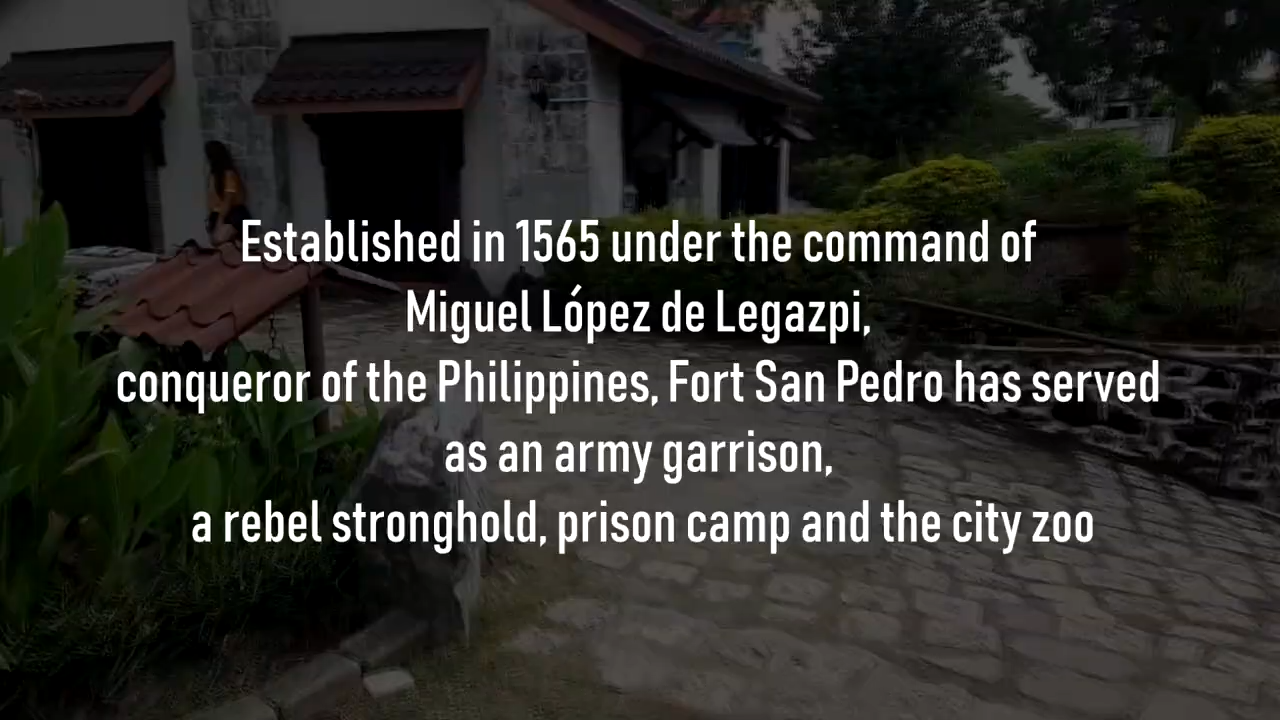 Established in 1565 under the command of
Miguel López de Legazpi,
conqueror of the Philippines, Fort San Pedro has served
as an army garrison,
a rebel stronghold, prison camp and the city zoo